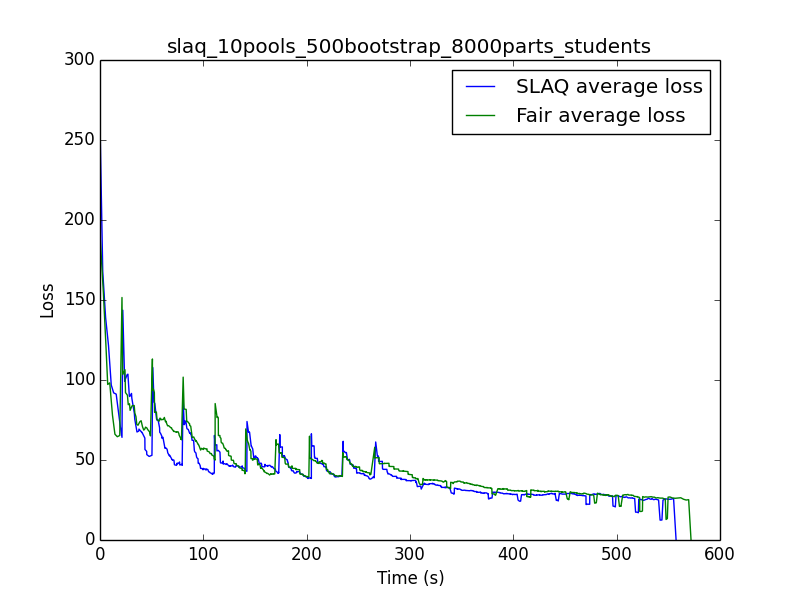 slaq_10pools_500bootstrap_8000parts_students
300
250
200
150
100
50
0
Loss
SLAQ average loss
Fair average loss
0 100 200 300 400 500 600
Time (s)